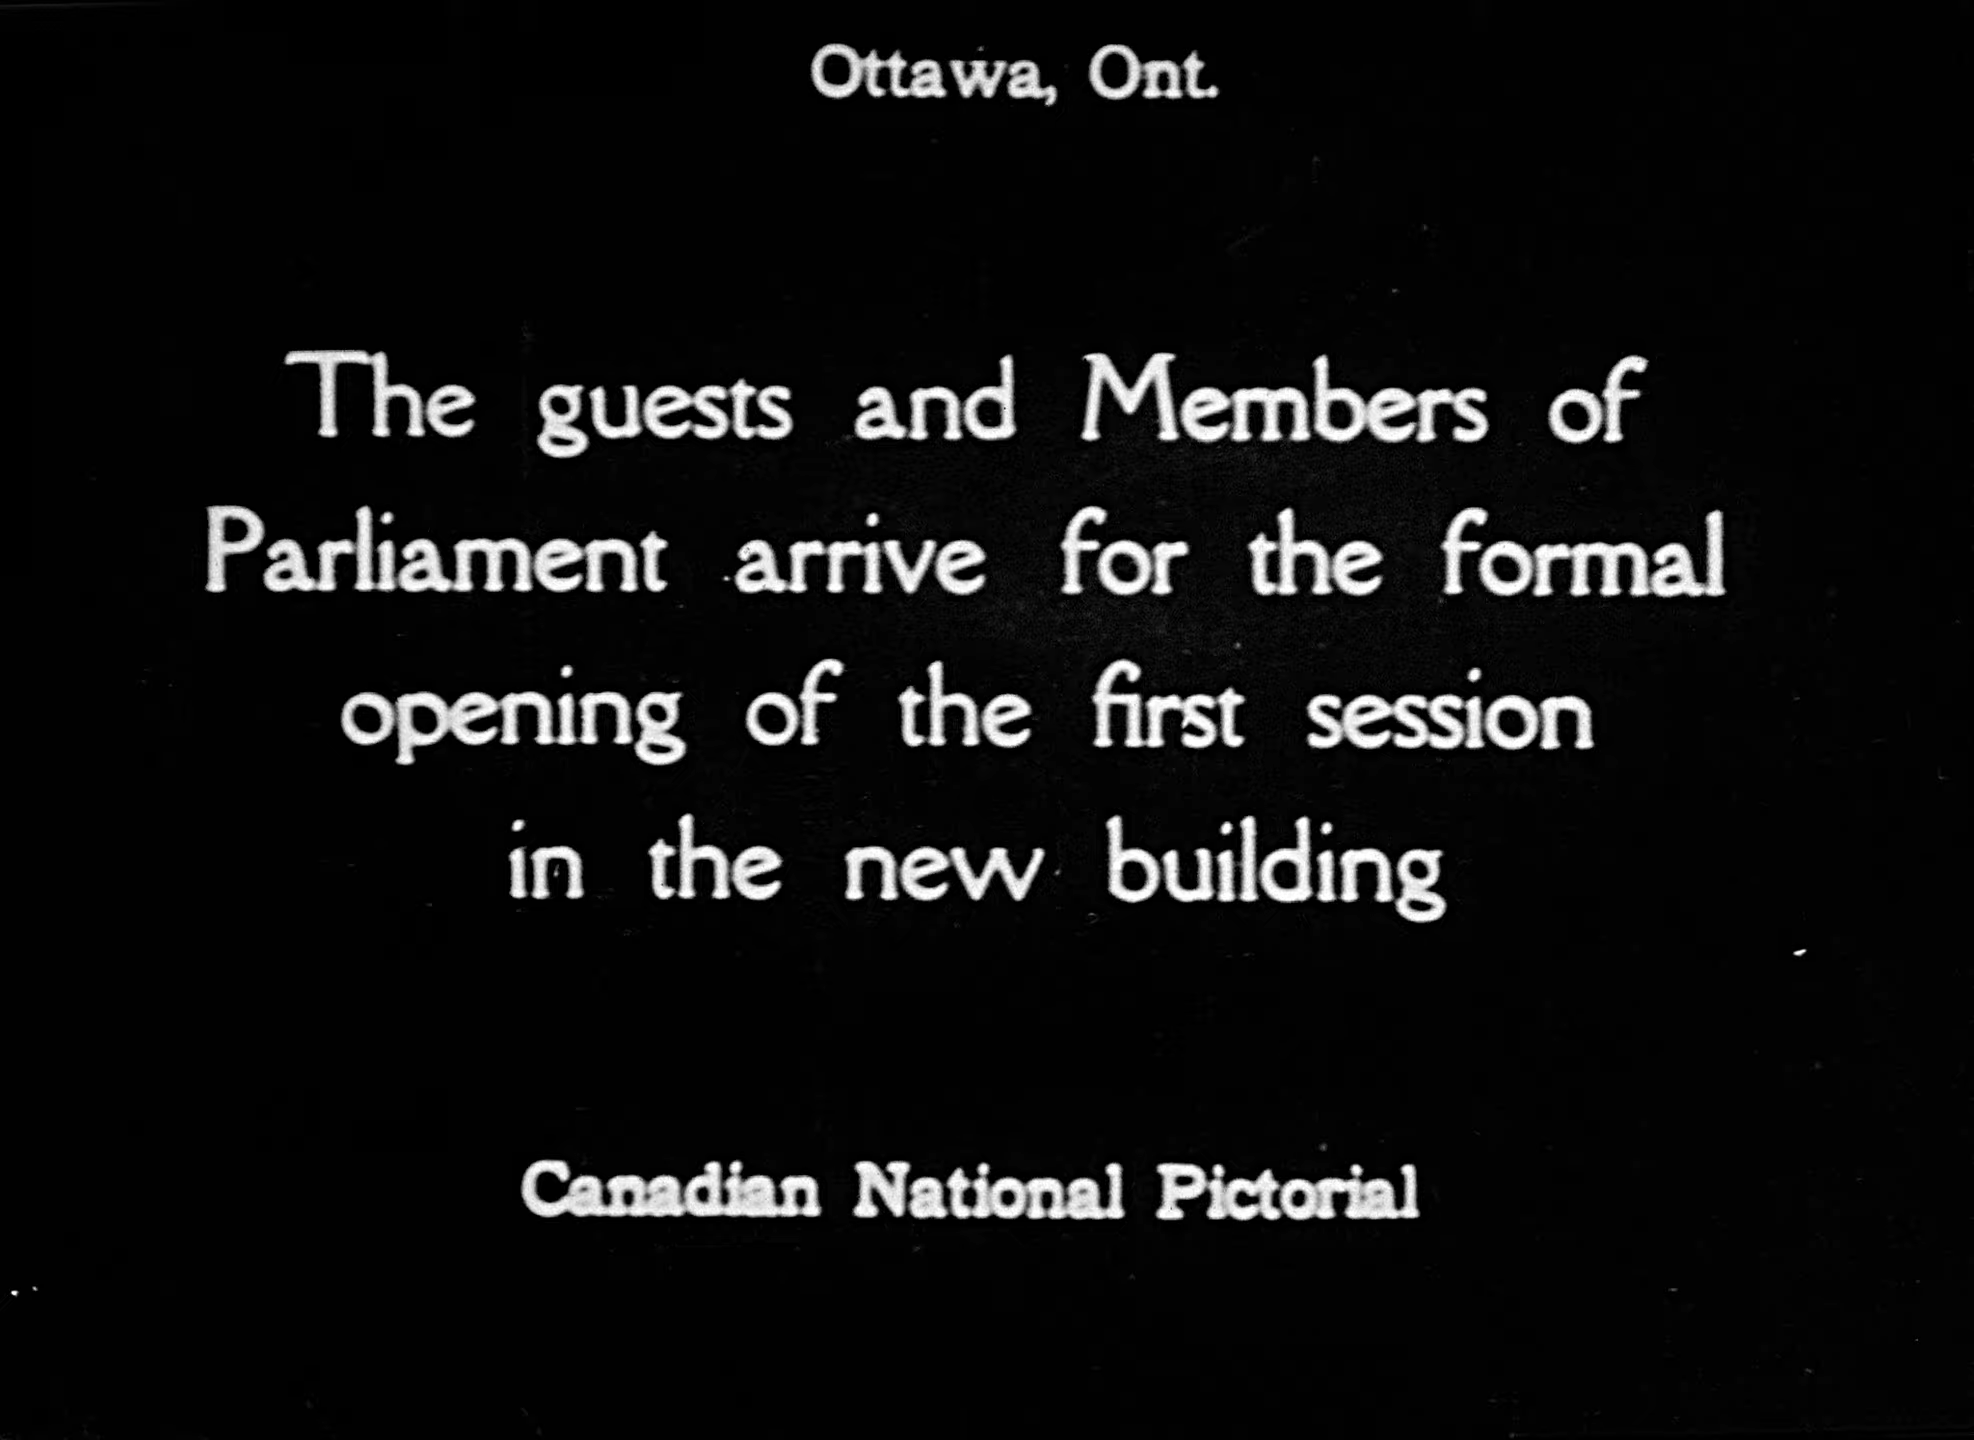 Ottawa, Ont.
The guests and Members of
Parliament arrive for the formal
opening of the first session
in the new building
Canadian National Pictorial